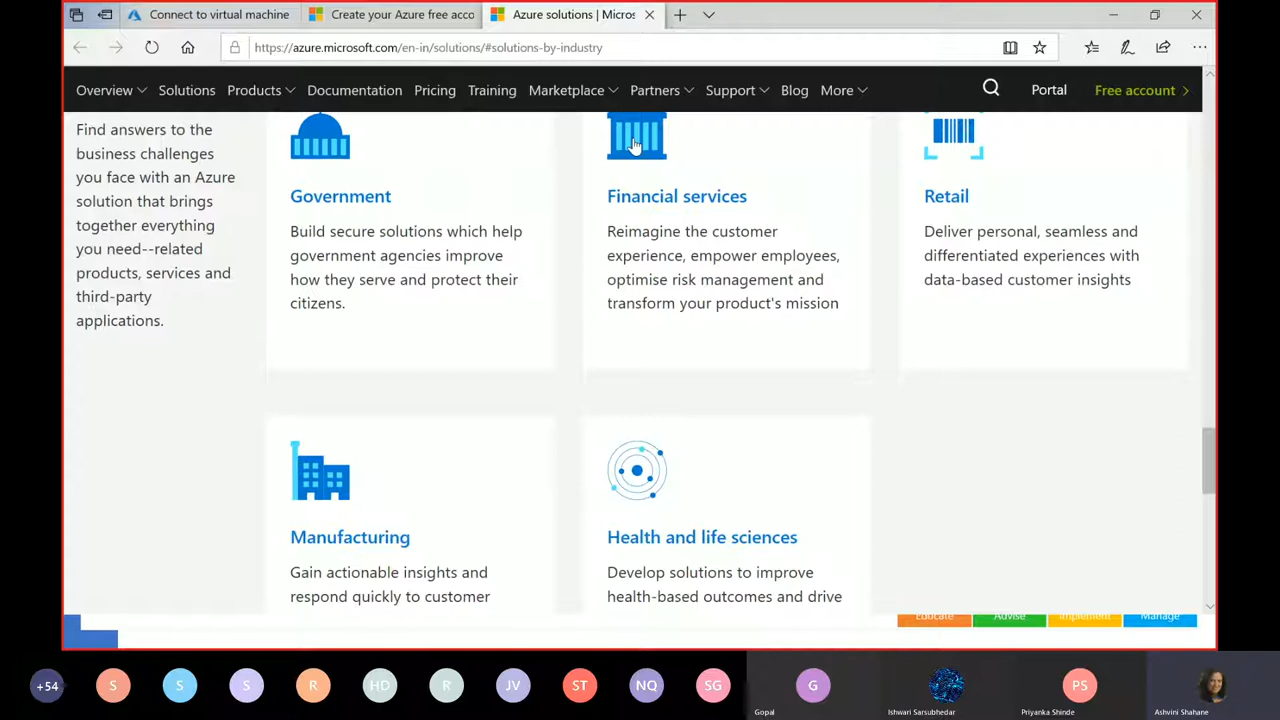 Connect to virtual machine
Create your Azure free acco
Azure solutions | Micros
https://azure.microsoft.com/en-in/solutions/#solutions-by-industry
Overview Solutions Products Documentation Pricing Training Marketplace Partners Support Blog More Portal Free account
Find answers to the
business challenges
you face with an Azure
solution that brings
together everything
you need--related
products, services and
third-party
applications.
Government
Build secure solutions which help
government agencies improve
how they serve and protect their
citizens.
Financial services
Reimagine the customer
experience, empower employees,
optimise risk management and
transform your product's mission
Retail
Deliver personal, seamless and
differentiated experiences with
data-based customer insights
Manufacturing
Gain actionable insights and
respond quickly to customer
Health and life sciences
Develop solutions to improve
health-based outcomes and drive
Educate Advise Implement Manage
+54 S S S R HD R JV ST NQ SG G PS
Gopal Ishwari Sarsubhedar Priyanka Shinde Ashvini Shahane